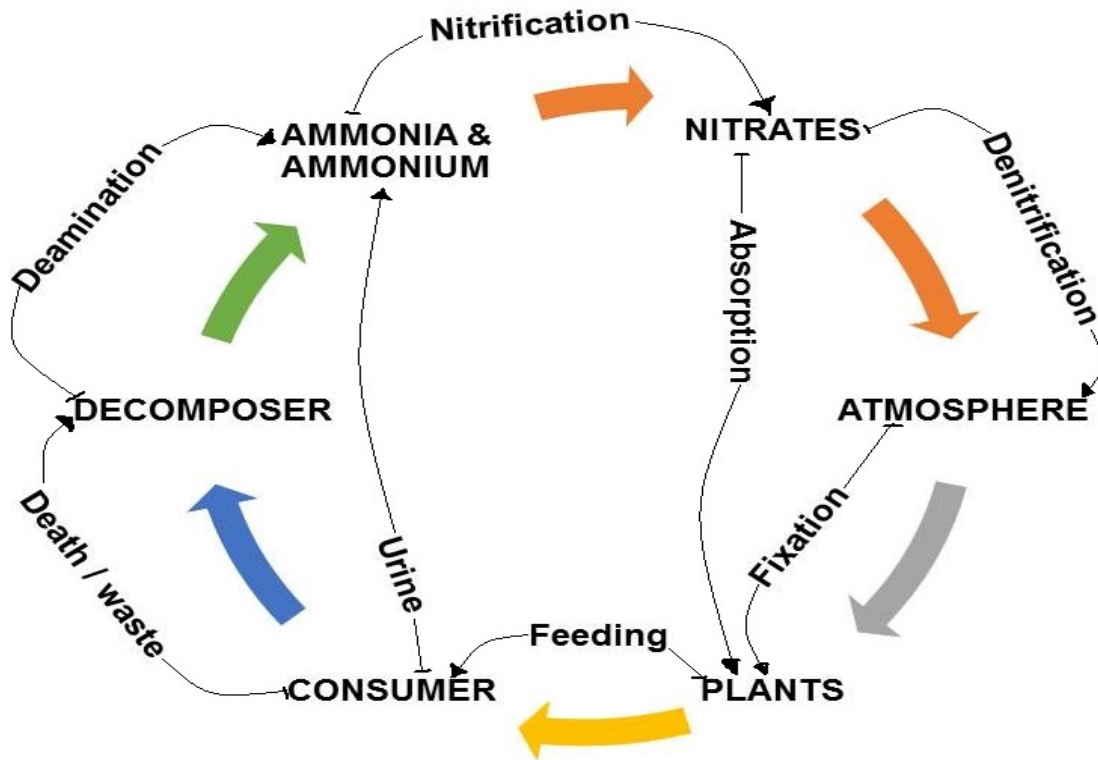 Nitrification
AMMONIA &
AMMONIUM
NITRATES
Deamination
Absorption
Denitrification
DECOMPOSER
ATMOSPHERE
Death / waste
Urine
Fixation
Feeding
CONSUMER
PLANTS